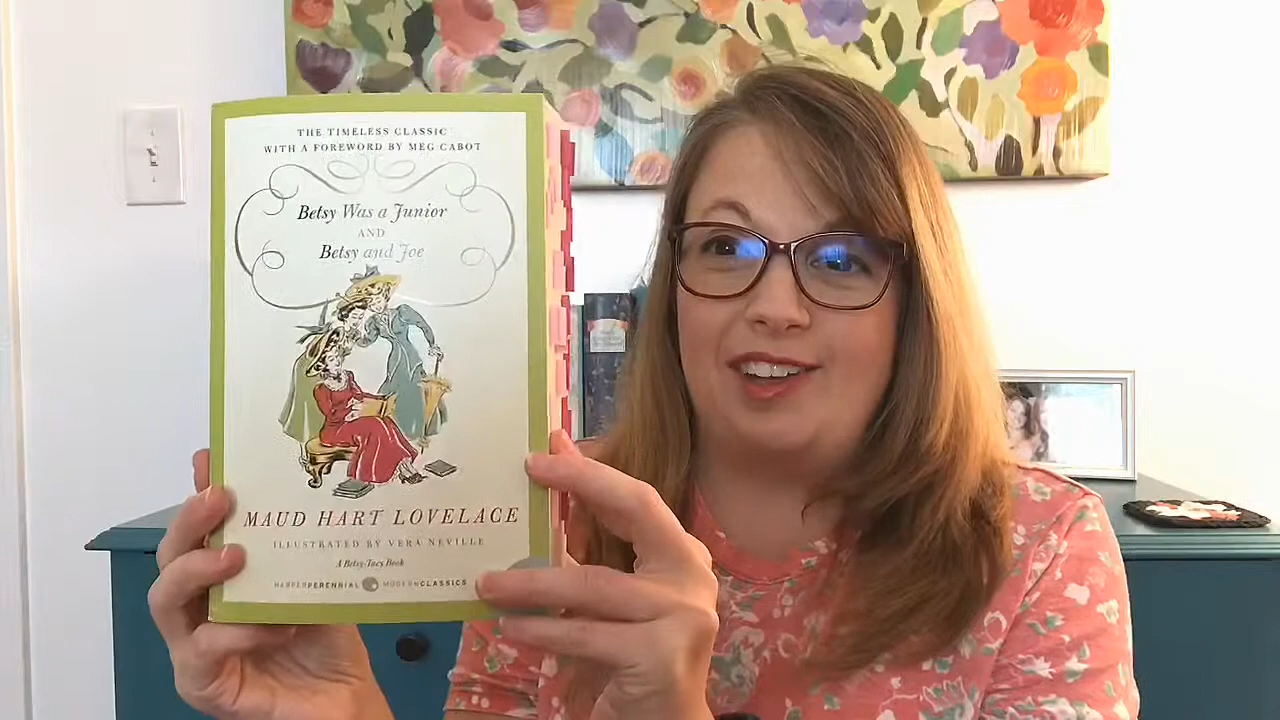 THE TIMELESS CLASSIC
WITH A FOREWORD BY MEG CABOT
Betsy Was a Junior
AND
Betsy and Joe
MAUD HART LOVELACE
ILLUSTRATED BY VERA NEVILLE
A Betsy-Tacy Book
HARPERPERENNIAL MODERNCLASSICS